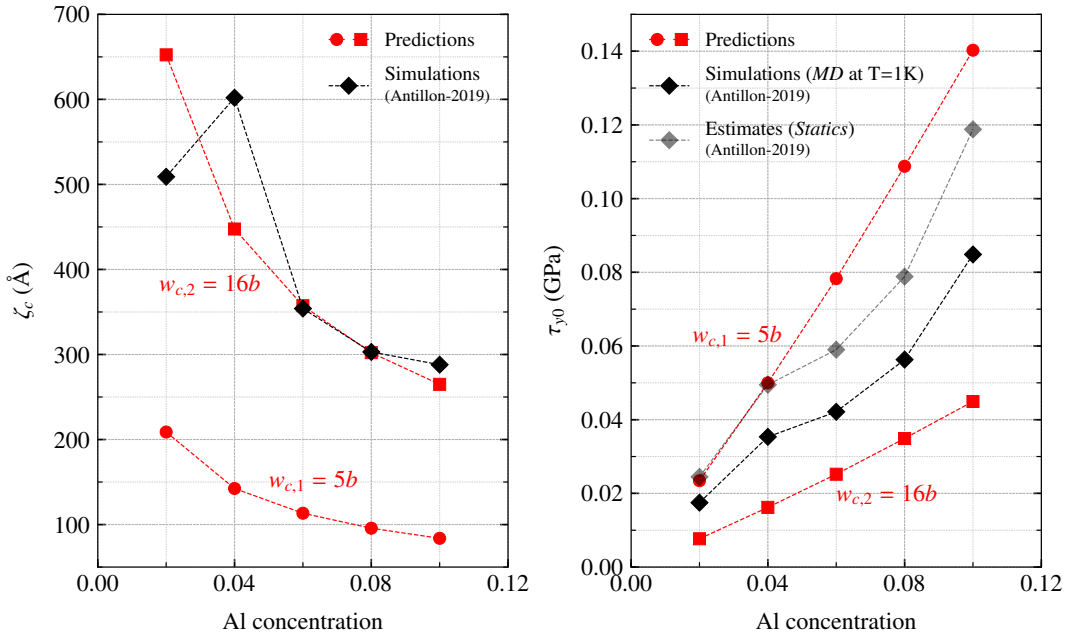 700
600
500
400
300
200
100
0.00
0.04
0.08
0.12
ζc (Å)
Al concentration
Predictions
Simulations
(Antillon-2019)
wc,2 = 16b
wc,1 = 5b
0.14
0.12
0.10
0.08
0.06
0.04
0.02
0.00
0.00
0.04
0.08
0.12
τy0 (GPa)
Al concentration
Predictions
Simulations (MD at T=1K)
(Antillon-2019)
Estimates (Statics)
(Antillon-2019)
wc,1 = 5b
wc,2 = 16b